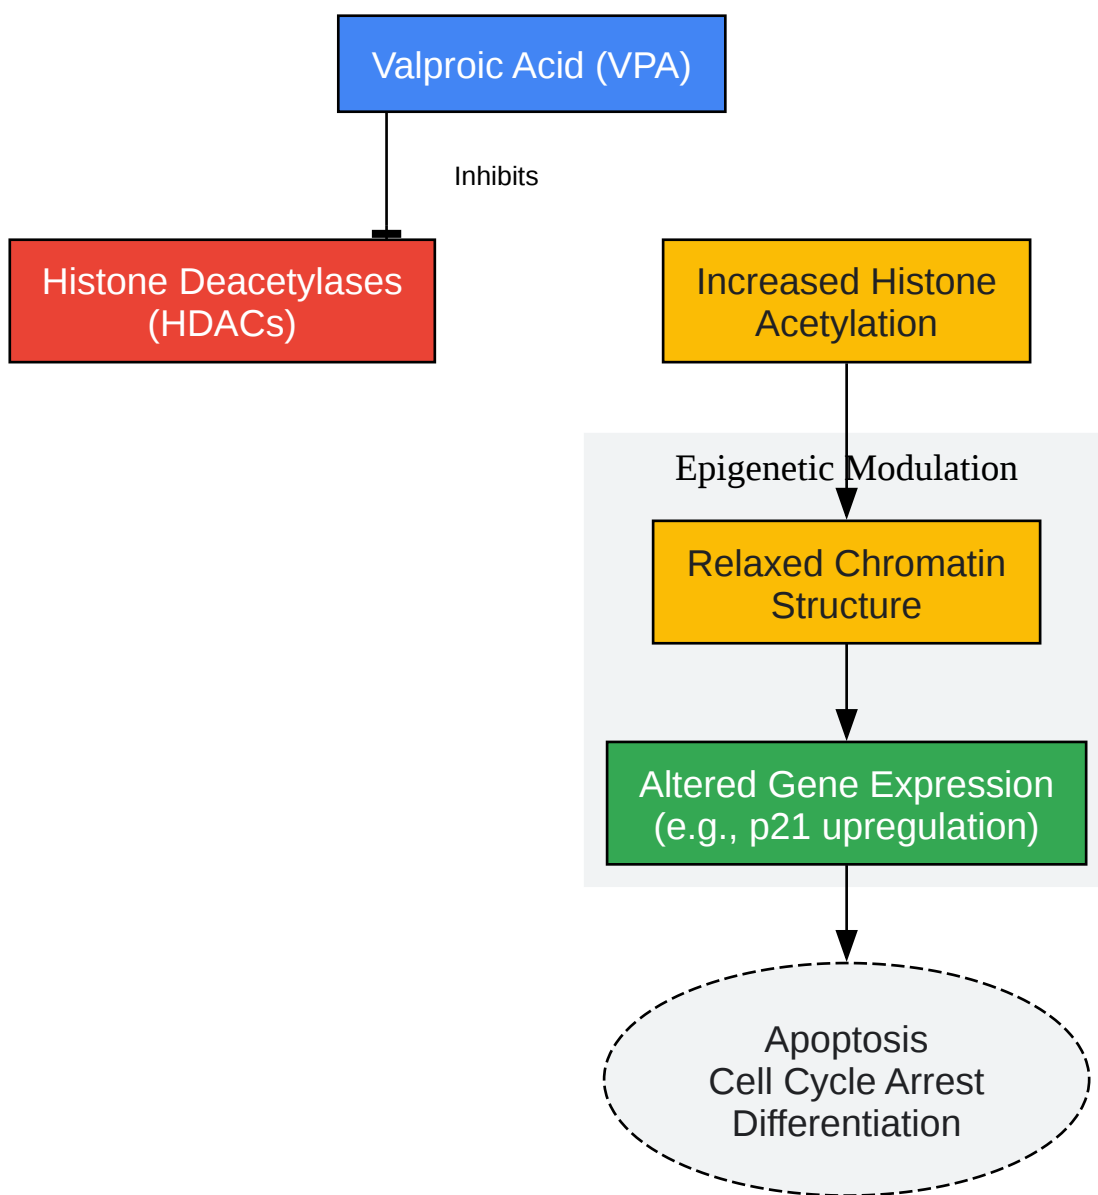 Valproic Acid (VPA)
Inhibits
Histone Deacetylases
(HDACs)
Increased Histone
Acetylation
Epigenetic Modulation
Relaxed Chromatin
Structure
Altered Gene Expression
(e.g., p21 upregulation)
Apoptosis
Cell Cycle Arrest
Differentiation